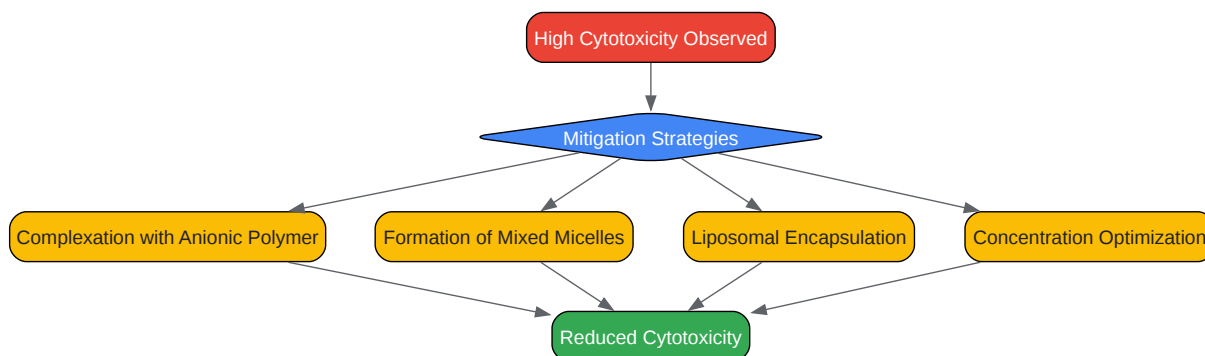 High Cytotoxicity Observed
Mitigation Strategies
Complexation with Anionic Polymer
Formation of Mixed Micelles
Liposomal Encapsulation
Concentration Optimization
Reduced Cytotoxicity